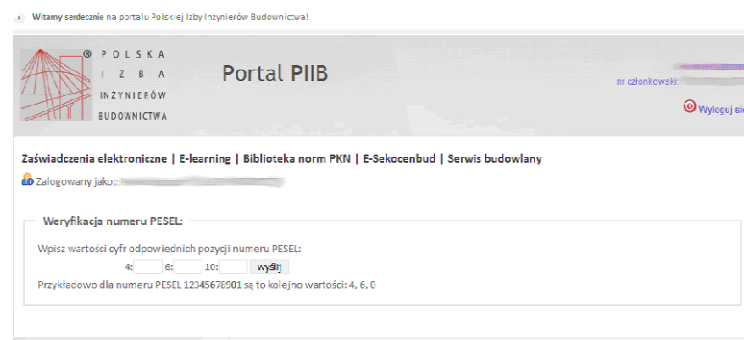 Witamy serdecznie na portalu Polskiej Izby Inżynierów Budownictwa!
® POLSKA
IZBA
INŻYNIERÓW
BUDOWNICTWA
Portal PIIB
nr członkowski:
Wyloguj się
Zaświadczenia elektroniczne | E-learning | Biblioteka norm PKN | E-Sekocenbud | Serwis budowlany
Zalogowany jako::
Weryfikacja numeru PESEL:
Wpisz wartości cyfr odpowiednich pozycji numeru PESEL:
4: 6: 10: wyślij
Przykładowo dla numeru PESEL 12345678901 są to kolejno wartości: 4, 6, 0